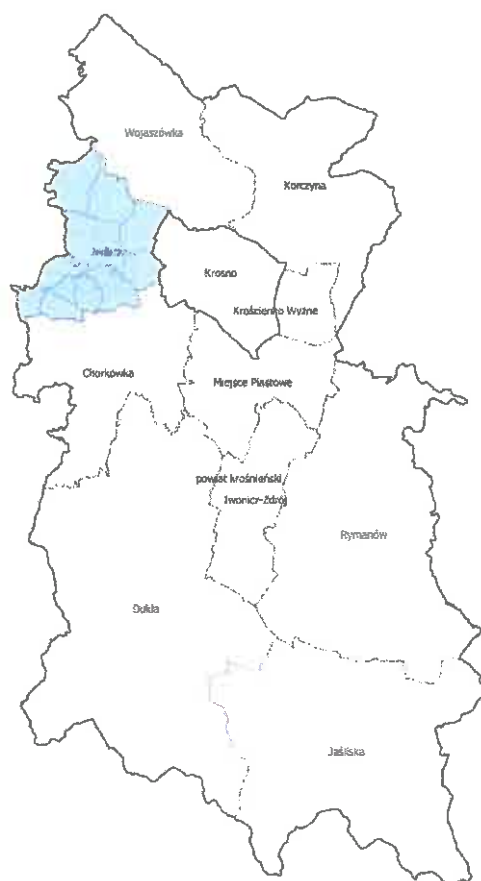 Wojaszówka
Korczyna
Jedlicze
Krosno
Krościenko Wyżne
Chorkówka
Miejsce Piastowe
powiat krośnieński
Iwonicz-Zdrój
Rymanów
Dukla
Jaśliska